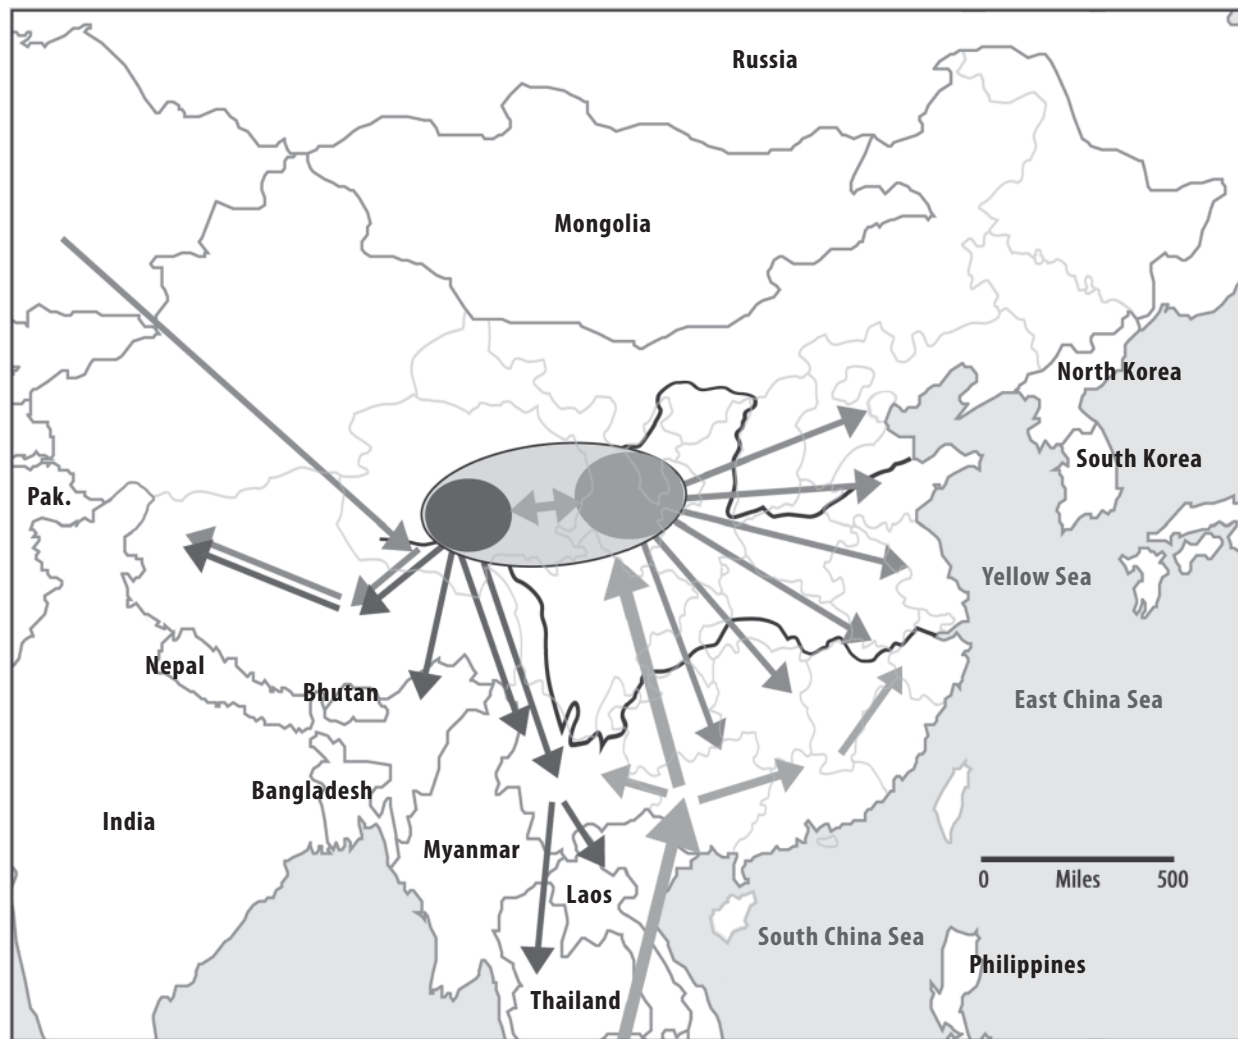 Russia
Mongolia
North Korea
South Korea
Pak.
Yellow Sea
Nepal
Bhutan
East China Sea
Bangladesh
India
Myanmar
0 Miles 500
Laos
South China Sea
Philippines
Thailand